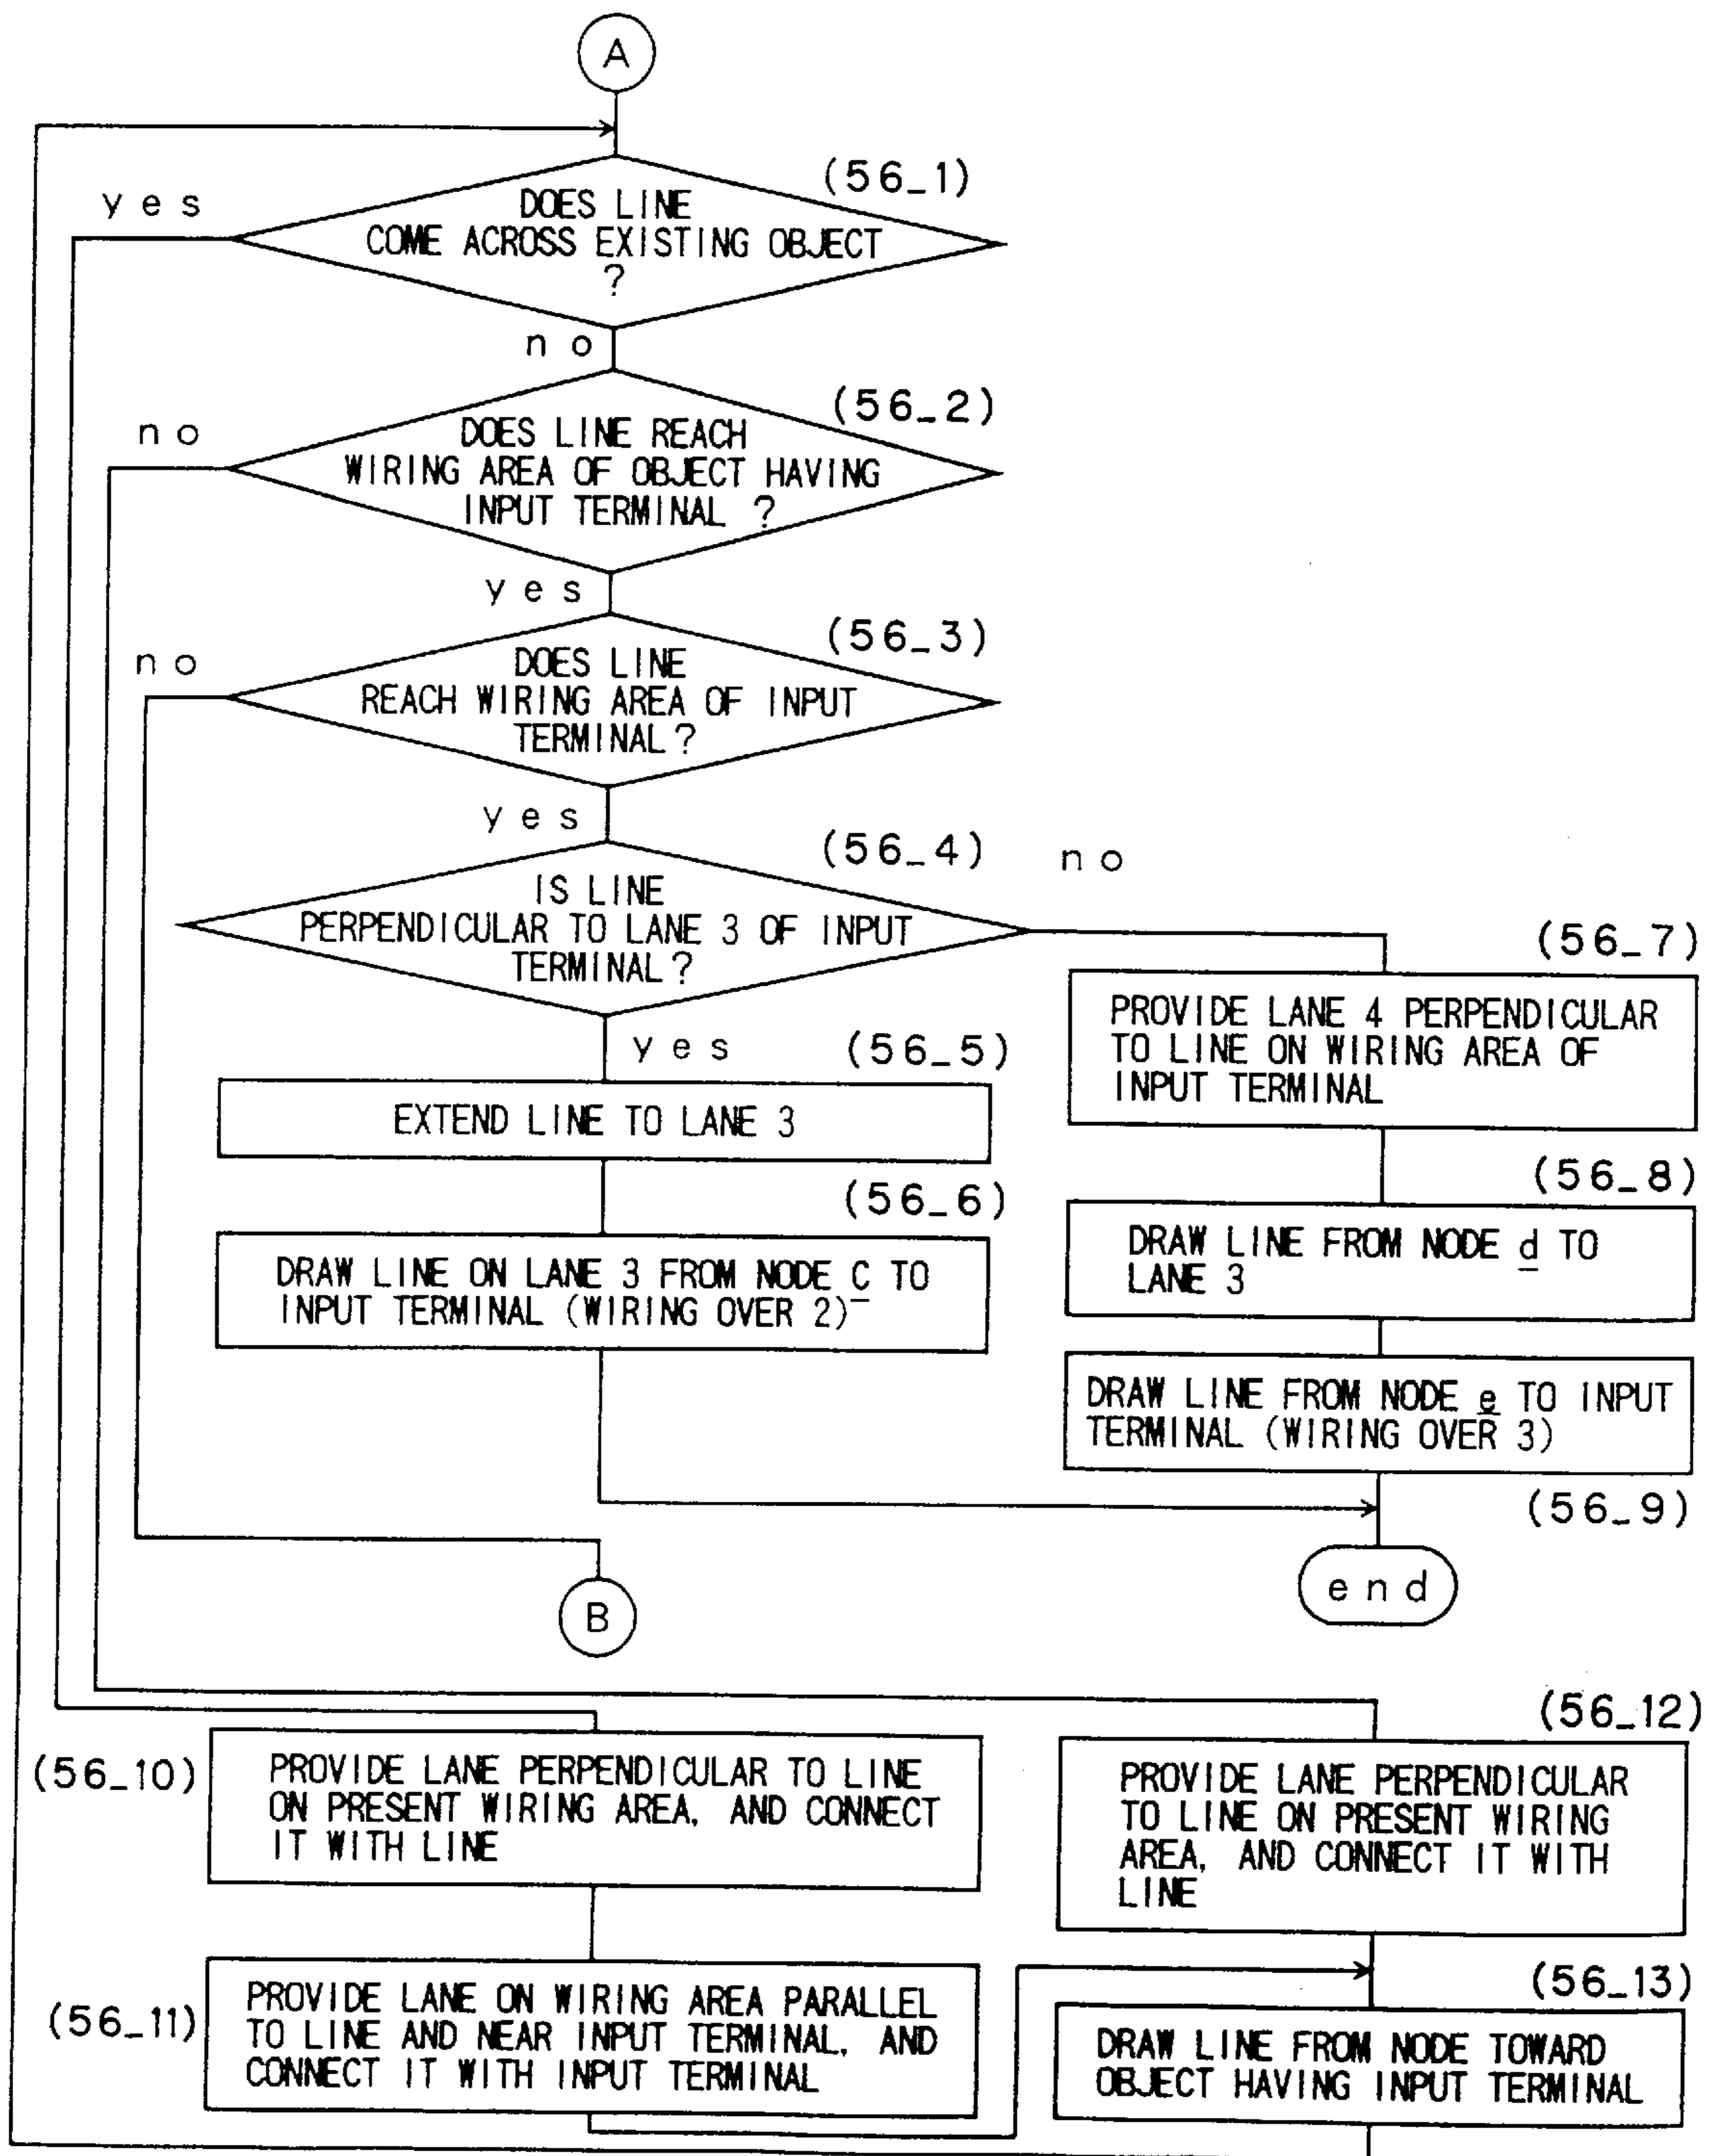 A
(56_1)
yes
DOES LINE
COME ACROSS EXISTING OBJECT
?
no
(56_2)
no
DOES LINE REACH
WIRING AREA OF OBJECT HAVING
INPUT TERMINAL ?
yes
(56_3)
no
DOES LINE
REACH WIRING AREA OF INPUT
TERMINAL?
yes
(56_4)
no
IS LINE
PERPENDICULAR TO LANE 3 OF INPUT
TERMINAL?
yes
(56_5)
EXTEND LINE TO LANE 3
(56_6)
DRAW LINE ON LANE 3 FROM NODE C TO
INPUT TERMINAL (WIRING OVER 2)
(56_7)
PROVIDE LANE 4 PERPENDICULAR
TO LINE ON WIRING AREA OF
INPUT TERMINAL
(56_8)
DRAW LINE FROM NODE d TO
LANE 3
DRAW LINE FROM NODE e TO INPUT
TERMINAL (WIRING OVER 3)
(56_9)
end
B
(56_10)
PROVIDE LANE PERPENDICULAR TO LINE
ON PRESENT WIRING AREA, AND CONNECT
IT WITH LINE
(56_11)
PROVIDE LANE ON WIRING AREA PARALLEL
TO LINE AND NEAR INPUT TERMINAL, AND
CONNECT IT WITH INPUT TERMINAL
(56_12)
PROVIDE LANE PERPENDICULAR
TO LINE ON PRESENT WIRING
AREA, AND CONNECT IT WITH
LINE
(56_13)
DRAW LINE FROM NODE TOWARD
OBJECT HAVING INPUT TERMINAL